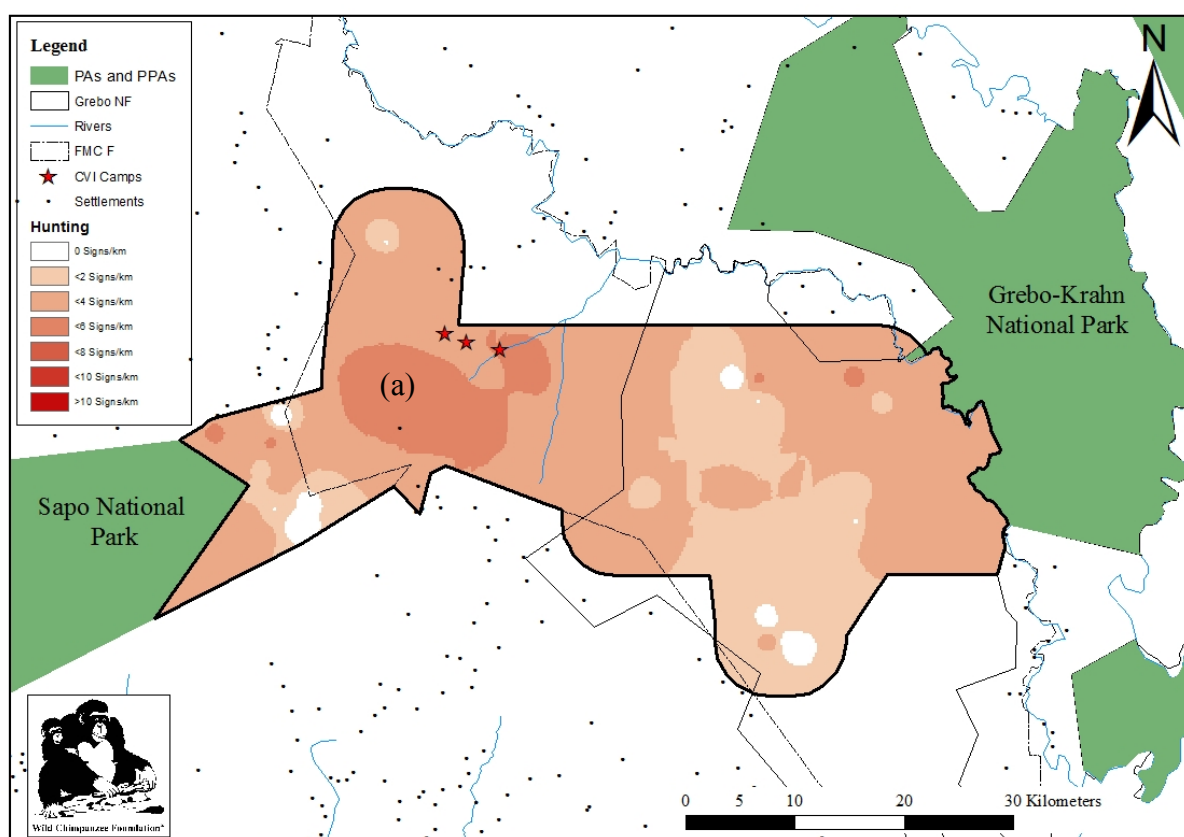 Legend
PAs and PPAs
Grebo NF
Rivers
FMC F
CVI Camps
Settlements
Hunting
0 Signs/km
<2 Signs/km
<4 Signs/km
<6 Signs/km
<8 Signs/km
<10 Signs/km
>10 Signs/km
N
Grebo-Krahn
National Park
(a)
Sapo National
Park
0 5 10 20 30 Kilometers
Wild Chimpanzee Foundation